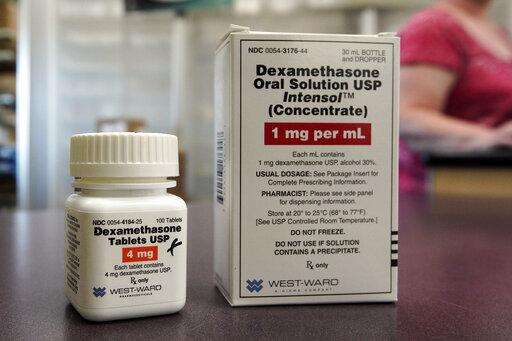 NDC 0054-4184-25 100 Tablets
Dexamethasone
Tablets USP
4 mg
Each tablet contains
4 mg dexamethasone USP.
Rx only
WEST-WARD
PHARMACEUTICALS
NDC 0054-3176-44
30 mL BOTTLE
and DROPPER
Dexamethasone
Oral Solution USP
Intensol™
(Concentrate)
1 mg per mL
Each mL contains
1 mg dexamethasone USP, alcohol 30%.
USUAL DOSAGE: See Package Insert for
Complete Prescribing Information.
PHARMACIST: Please see side panel
for dispensing information.
Store at 20° to 25°C (68° to 77°F).
[See USP Controlled Room Temperature.]
DO NOT FREEZE.
DO NOT USE IF SOLUTION
CONTAINS A PRECIPITATE.
Rx only
WEST-WARD
A HIKMA COMPANY